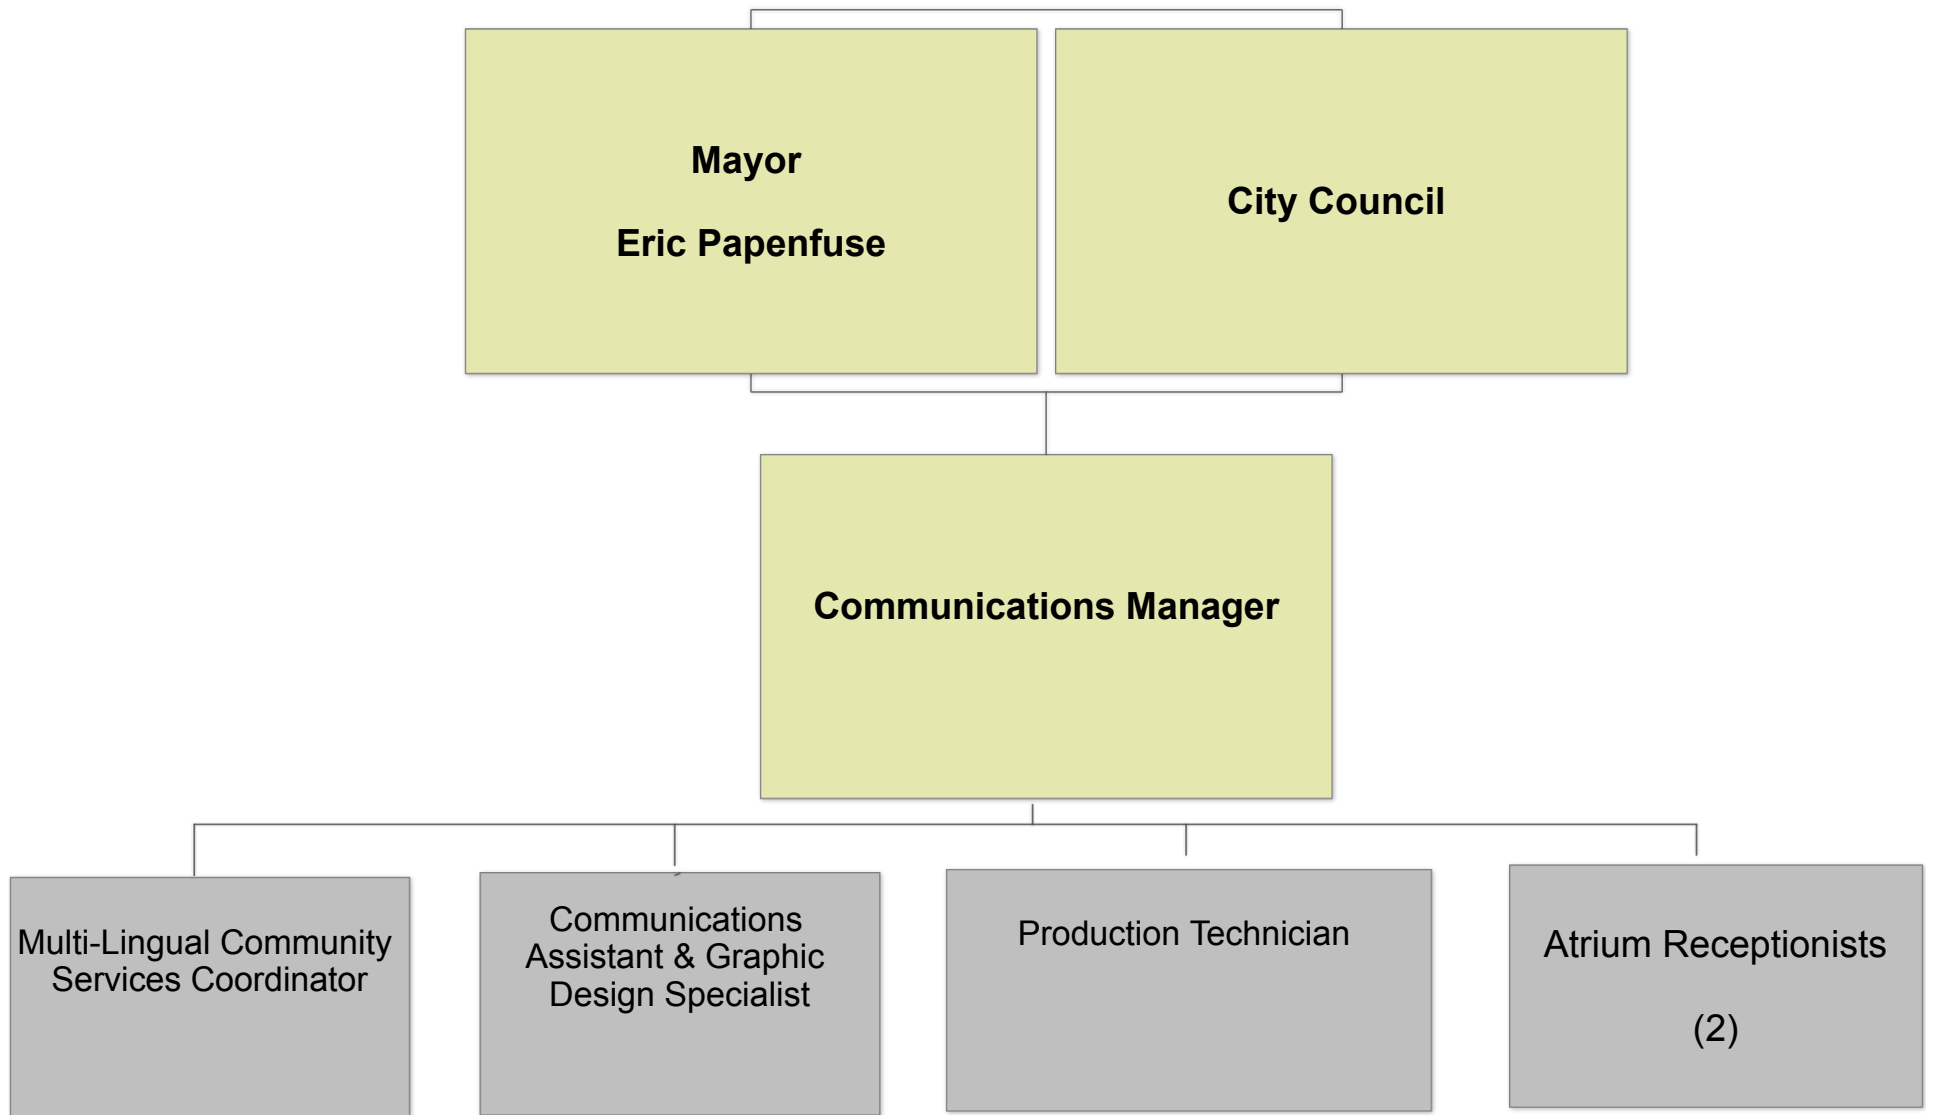 Mayor
Eric Papenfuse
City Council
Communications Manager
Multi-Lingual Community
Services Coordinator
Communications
Assistant & Graphic
Design Specialist
Production Technician
Atrium Receptionists
(2)